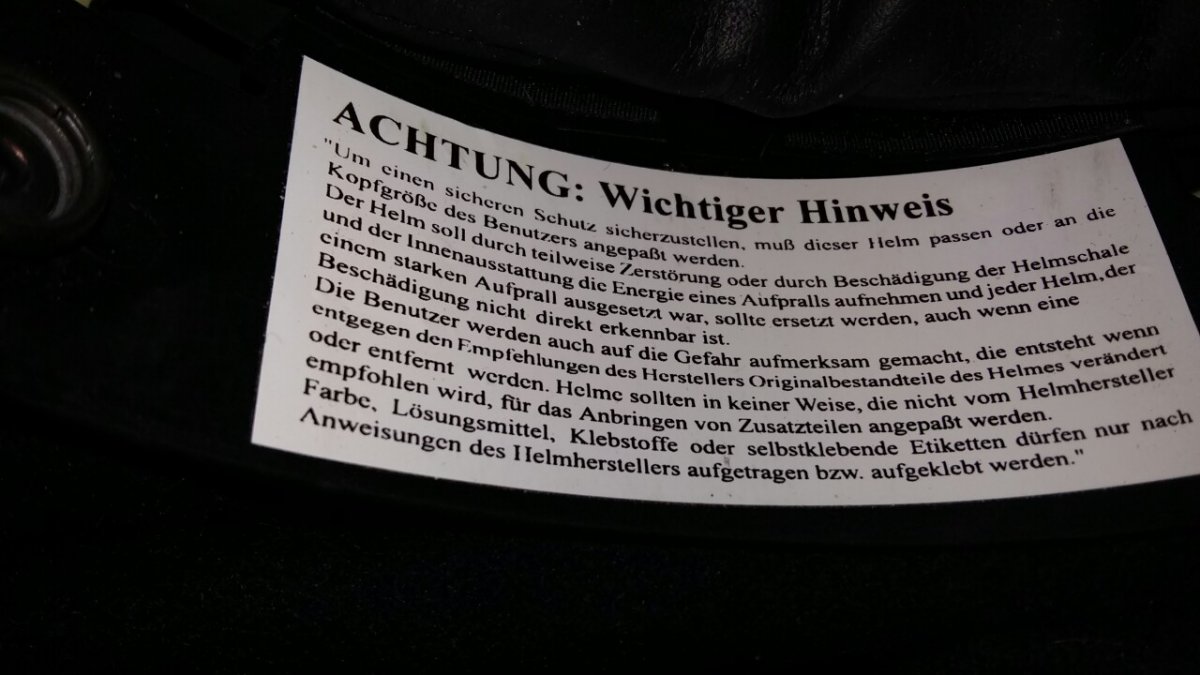 ACHTUNG: Wichtiger Hinweis
"Um einen sicheren Schutz sicherzustellen, muß dieser Helm passen oder an die
Kopfgröße des Benutzers angepaßt werden.
Der Helm soll durch teilweise Zerstörung oder durch Beschädigung der Helmschale
und der Innenausstattung die Energie eines Aufpralls aufnehmen und jeder Helm, der
einem starken Aufprall ausgesetzt war, sollte ersetzt werden, auch wenn eine
Beschädigung nicht direkt erkennbar ist.
Die Benutzer werden auch auf die Gefahr aufmerksam gemacht, die entsteht wenn
entgegen den Empfehlungen des Herstellers Originalbestandteile des Helmes verändert
oder entfernt werden. Helme sollten in keiner Weise, die nicht vom Helmhersteller
empfohlen wird, für das Anbringen von Zusatzteilen angepaßt werden.
Farbe, Lösungsmittel, Klebstoffe oder selbstklebende Etiketten dürfen nur nach
Anweisungen des Helmherstellers aufgetragen bzw. aufgeklebt werden."